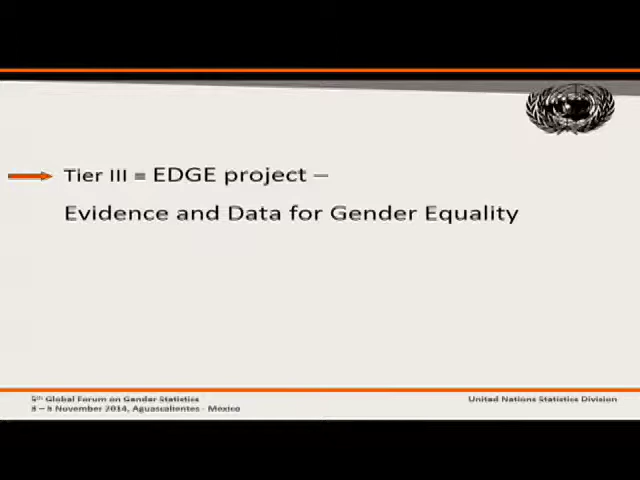 Tier III = EDGE project –
Evidence and Data for Gender Equality
5th Global Forum on Gender Statistics
3 – 5 November 2014, Aguascalientes - Mexico
United Nations Statistics Division